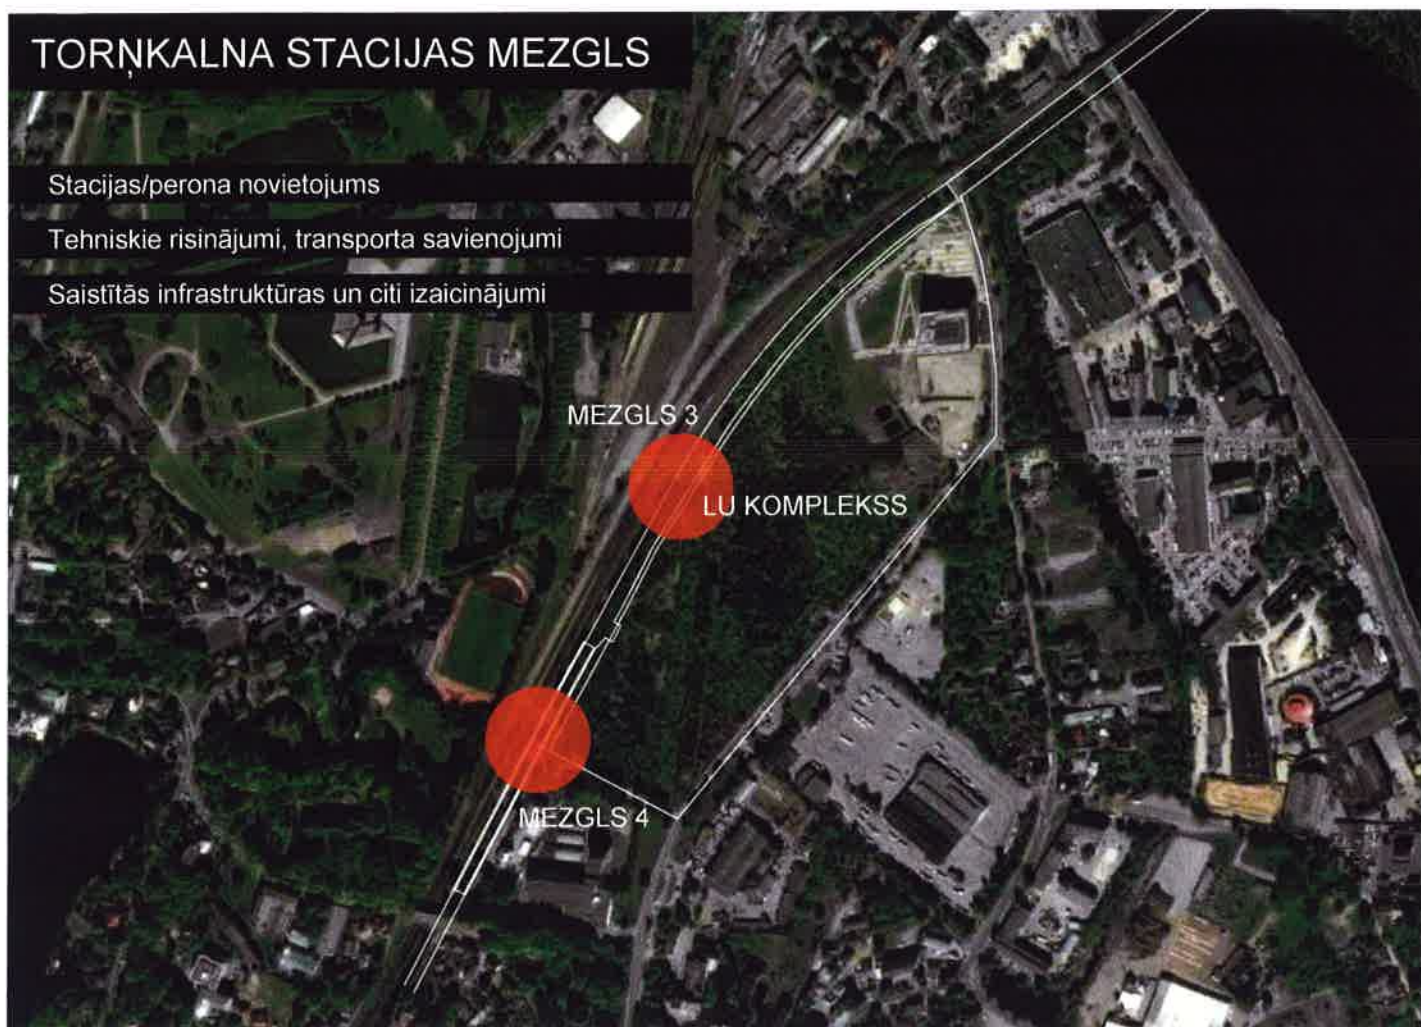 TORŅKALNA STACIJAS MEZGLS
Stacijas/perona novietojums
Tehniskie risinājumi, transporta savienojumi
Saistītās infrastruktūras un citi izaicinājumi
MEZGLS 3
LU KOMPLEKSS
MEZGLS 4